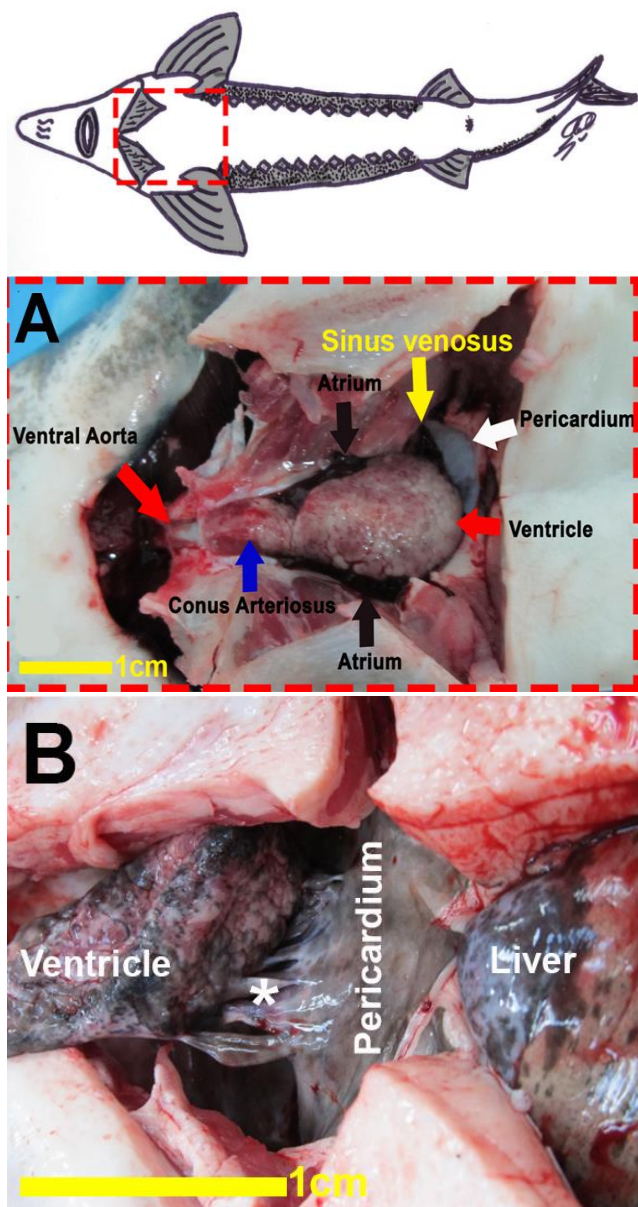 A
Sinus venosus
Atrium
Pericardium
Ventral Aorta
Ventricle
Conus Arteriosus
Atrium
1cm
B
Ventricle
*
Pericardium
Liver
1cm